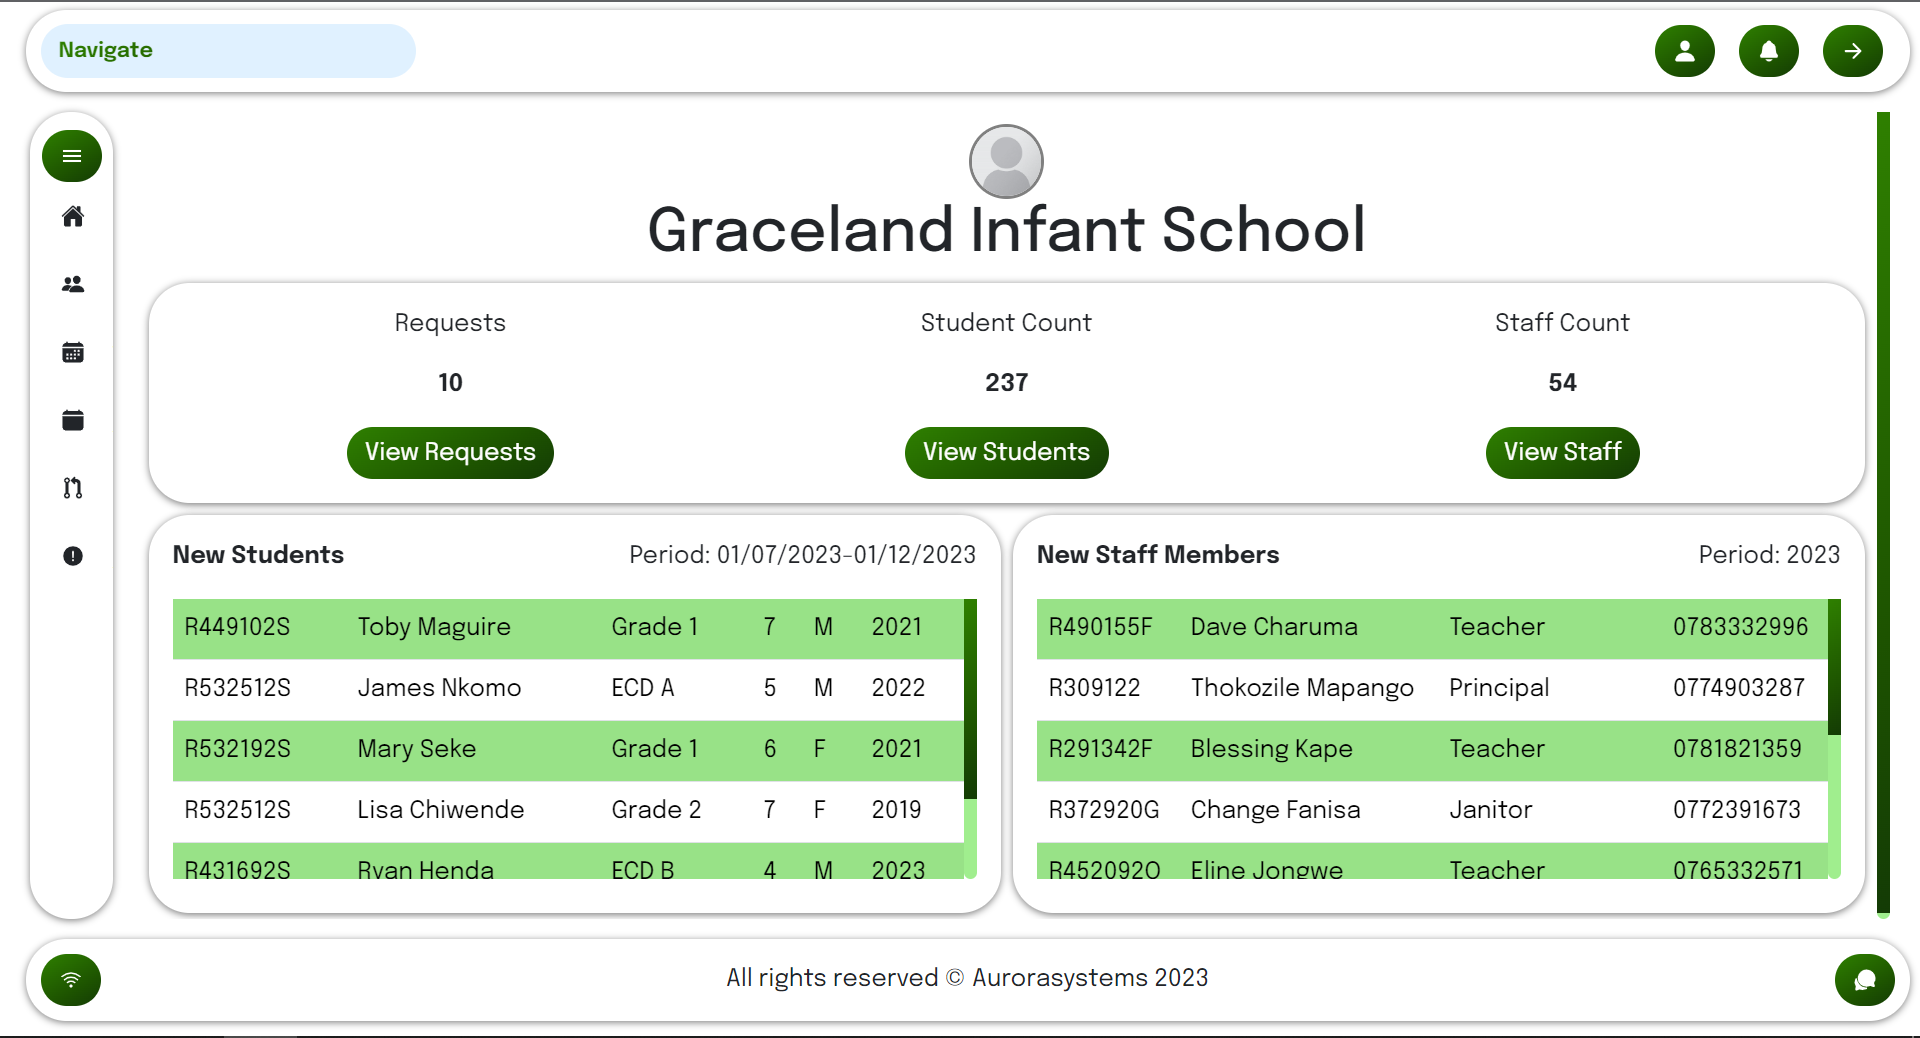 Navigate
Graceland Infant School
Requests Student Count Staff Count
10 237 54
View Requests View Students View Staff
New Students Period: 01/07/2023-01/12/2023
R449102S Toby Maguire Grade 1 7 M 2021
R532512S James Nkomo ECD A 5 M 2022
R532192S Mary Seke Grade 1 6 F 2021
R532512S Lisa Chiwende Grade 2 7 F 2019
R431692S Ryan Henda ECD B 4 M 2023
New Staff Members Period: 2023
R490155F Dave Charuma Teacher 0783332996
R309122 Thokozile Mapango Principal 0774903287
R291342F Blessing Kape Teacher 0781821359
R372920G Change Fanisa Janitor 0772391673
R452092O Eline Jongwe Teacher 0765332571
All rights reserved © Aurorasystems 2023